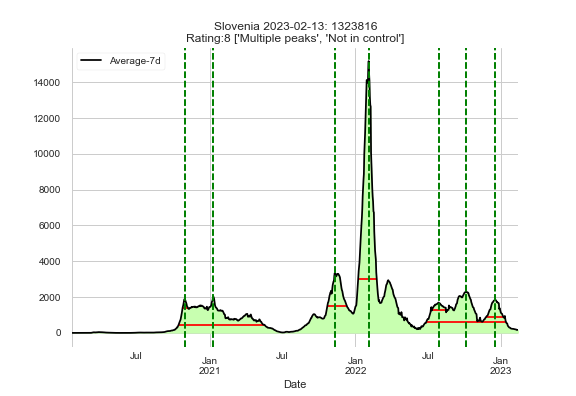 Slovenia 2023-02-13: 1323816
Rating:8 ['Multiple peaks', 'Not in control']
Average-7d
14000
12000
10000
8000
6000
4000
2000
0
Jul
Jan
2021
Jul
Jan
2022
Jul
Jan
2023
Date